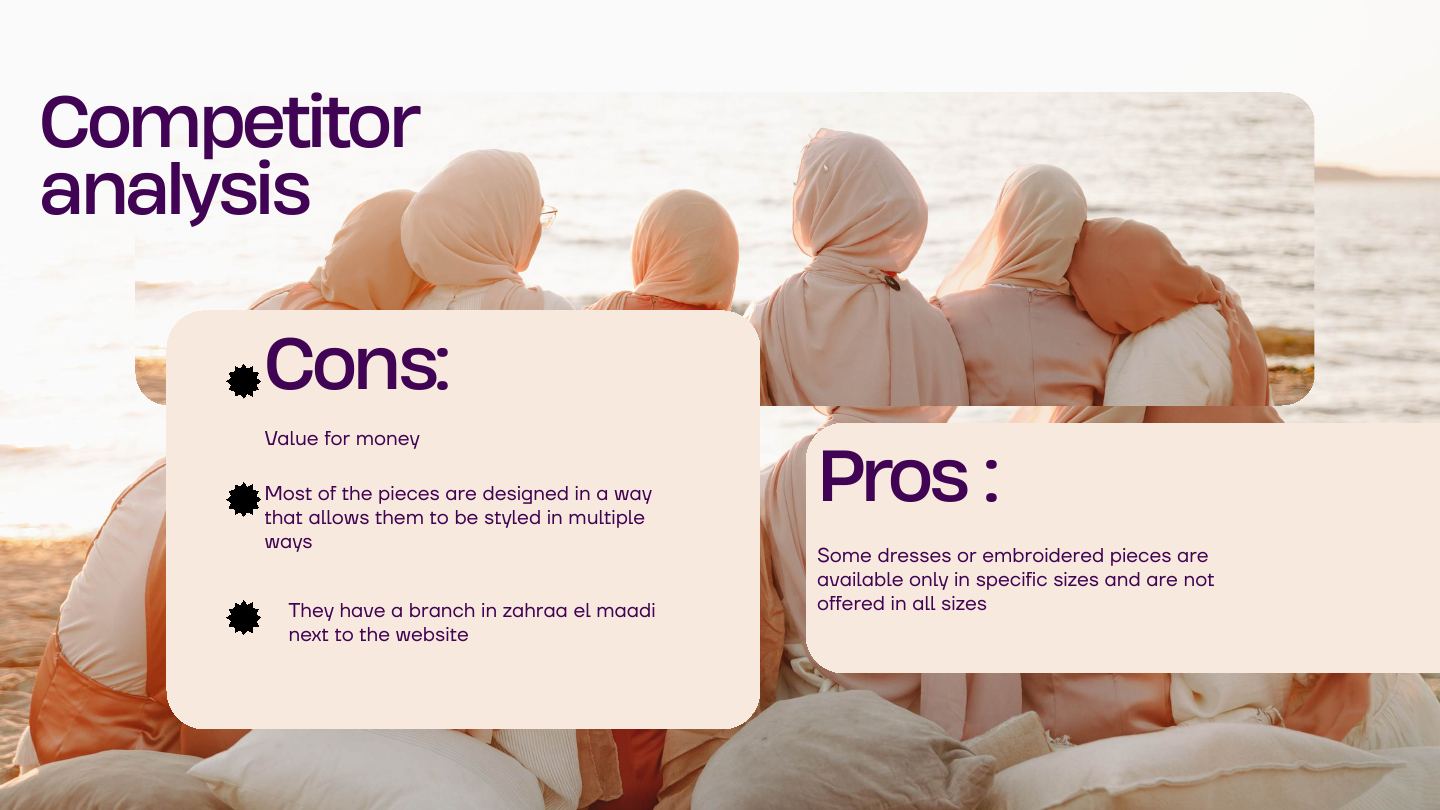 Competitor
analysis
Cons:
Value for money
Most of the pieces are designed in a way
that allows them to be styled in multiple
ways
They have a branch in zahraa el maadi
next to the website
Pros :
Some dresses or embroidered pieces are
available only in specific sizes and are not
offered in all sizes